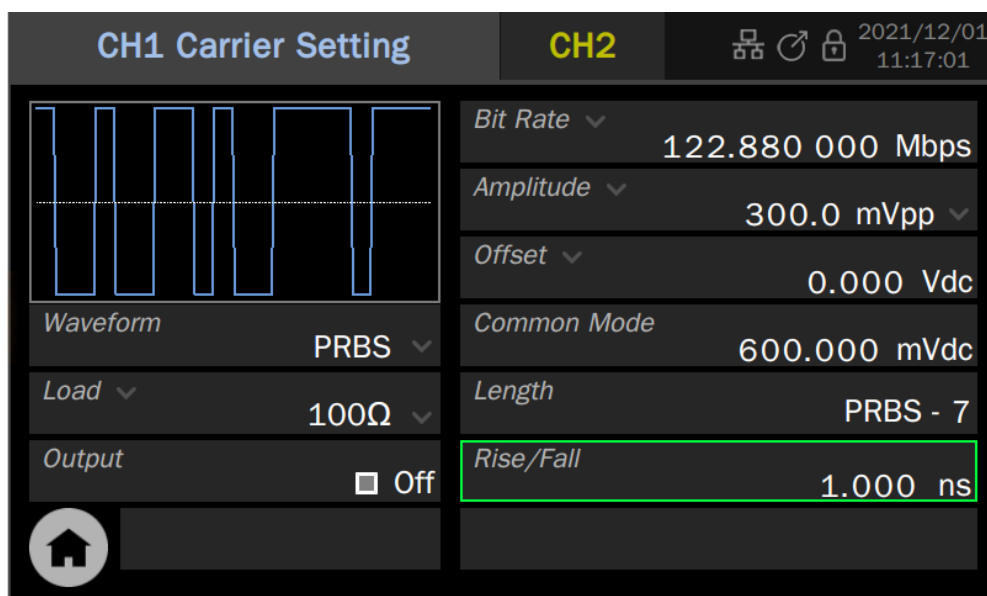 CH1 Carrier Setting
CH2
2021/12/01
11:17:01
Bit Rate
122.880 000 Mbps
Amplitude
300.0 mVpp
Offset
0.000 Vdc
Waveform
PRBS
Common Mode
600.000 mVdc
Load
100Ω
Length
PRBS - 7
Output
Off
Rise/Fall
1.000 ns